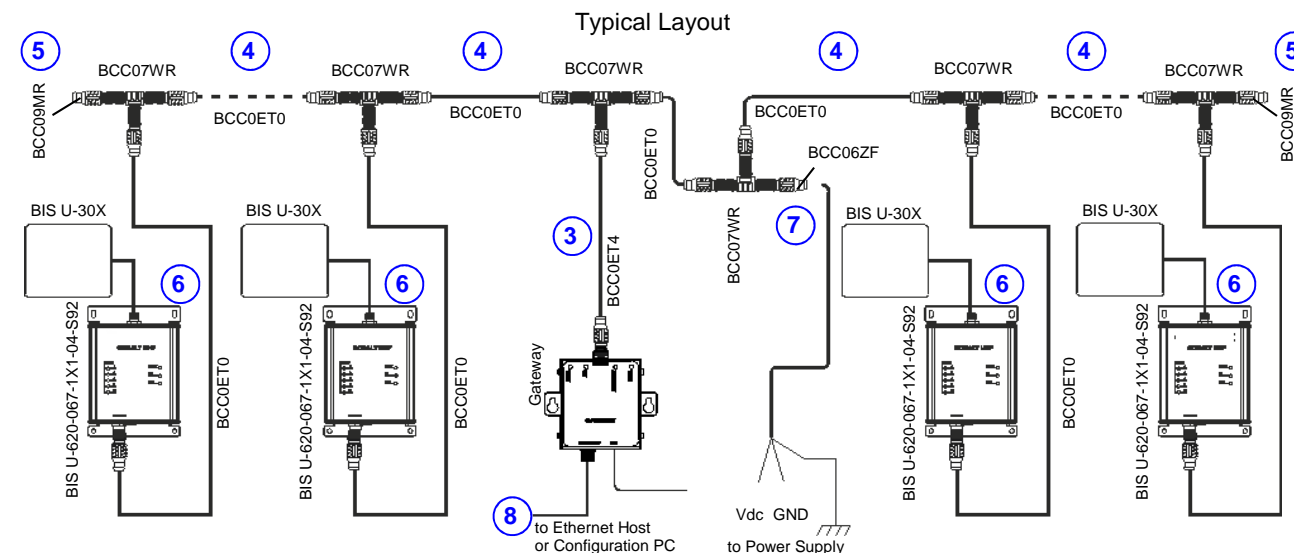 Typical Layout
5
4
4
4
4
5
BCC07WR
BCC07WR
BCC07WR
BCC07WR
BCC07WR
BCC09MR
BCC0ET0
BCC0ET0
BCC0ET0
BCC0ET0
BCC0ET0
BCC09MR
BCC06ZF
BCC07WR
7
3
BCC0ET4
BIS U-30X
BIS U-30X
BIS U-30X
BIS U-30X
6
6
6
6
BIS U-620-067-1X1-04-S92
BCC0ET0
BIS U-620-067-1X1-04-S92
BCC0ET0
Gateway
BIS U-620-067-1X1-04-S92
BCC0ET0
BIS U-620-067-1X1-04-S92
8
to Ethernet Host
or Configuration PC
Vdc GND
to Power Supply